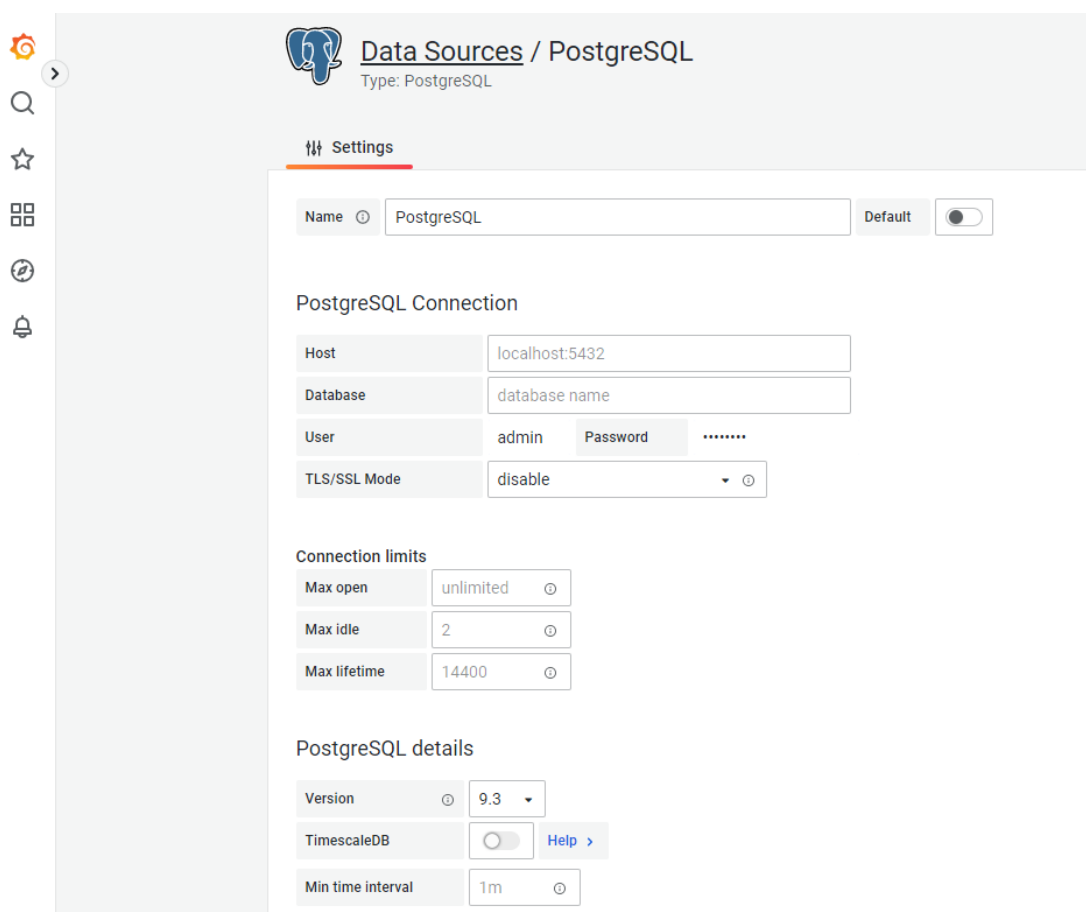 Data Sources / PostgreSQL
Type: PostgreSQL
Settings
Name PostgreSQL Default
PostgreSQL Connection
Host localhost:5432
Database database name
User admin Password ••••••••
TLS/SSL Mode disable
Connection limits
Max open unlimited
Max idle 2
Max lifetime 14400
PostgreSQL details
Version 9.3
TimescaleDB Help >
Min time interval 1m